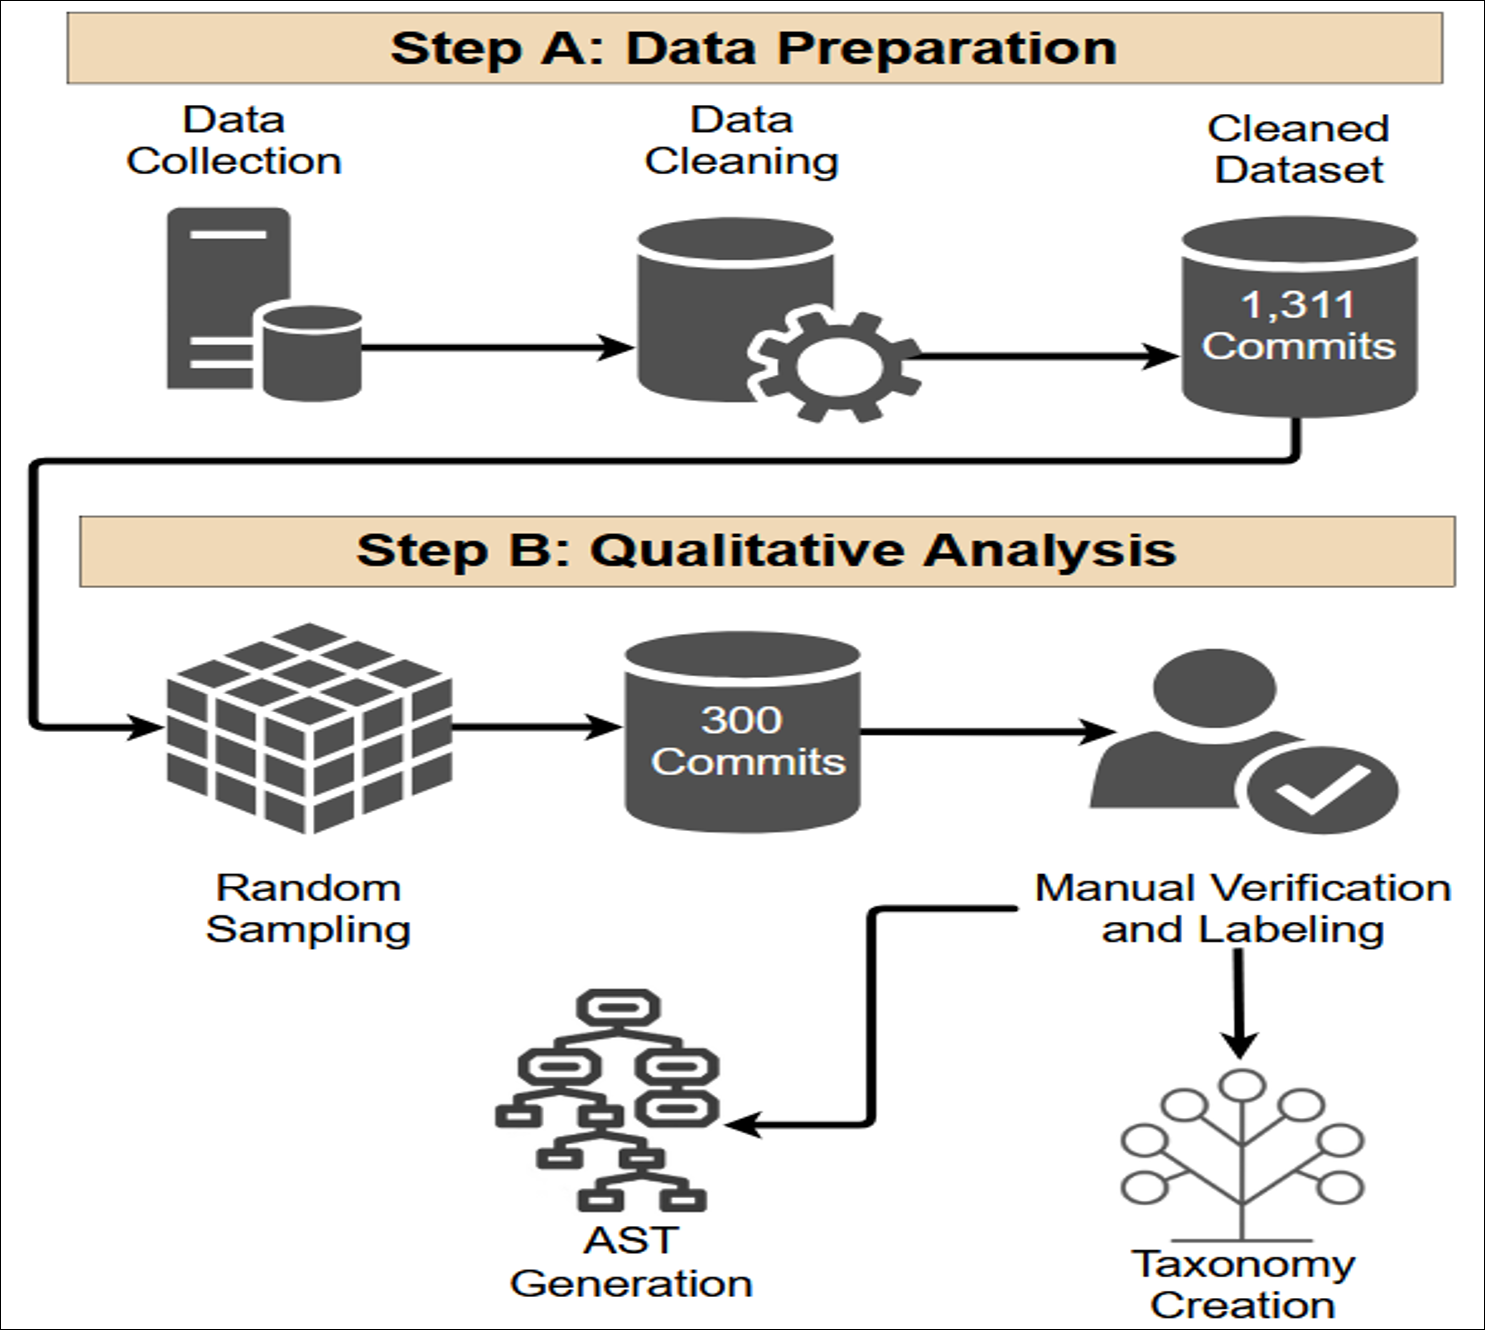 Step A: Data Preparation
Data
Collection
Data
Cleaning
Cleaned
Dataset
1,311
Commits
Step B: Qualitative Analysis
300
Commits
Random
Sampling
Manual Verification
and Labeling
AST
Generation
Taxonomy
Creation